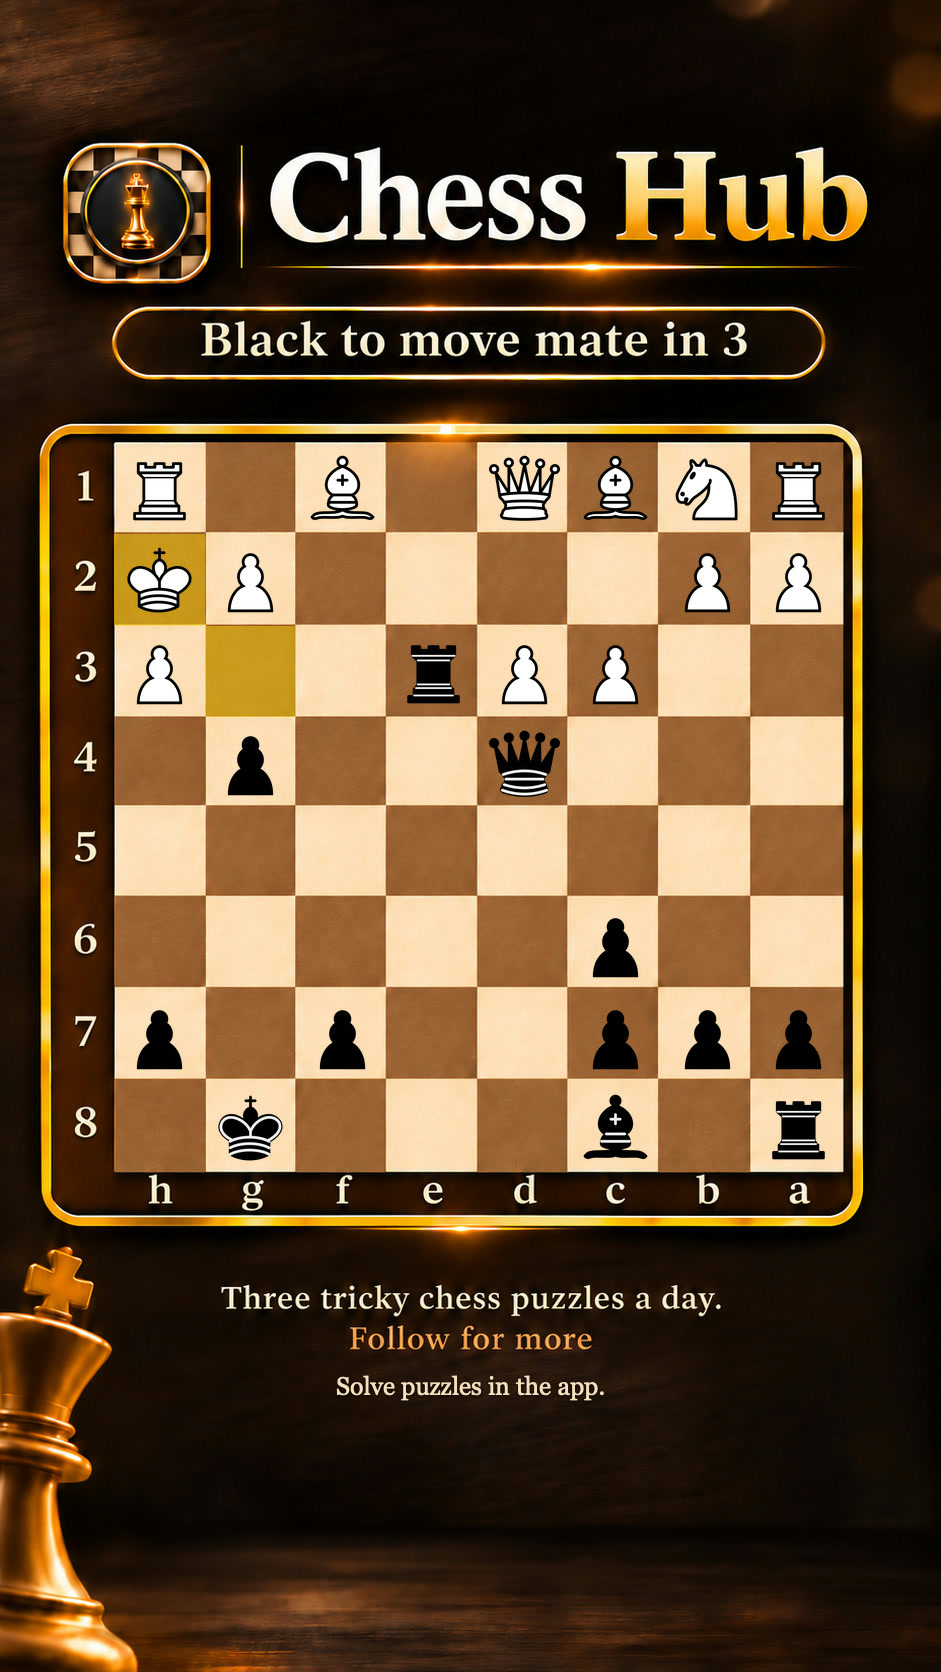 Chess Hub
Black to move mate in 3
1
2
3
4
5
6
7
8
h g f e d c b a
Three tricky chess puzzles a day.
Follow for more
Solve puzzles in the app.